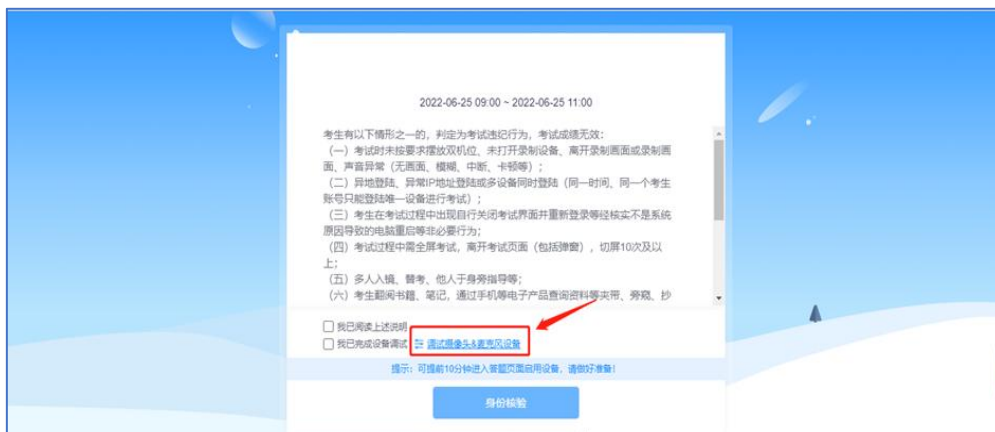 2022-06-25 09:00 ~ 2022-06-25 11:00
考生有以下情形之一的，判定为考试违纪行为，考试成绩无效：
（一）考试时未按要求摆放双机位、未打开录制设备、离开录制画面或录制画
面、声音异常（无画面、模糊、中断、卡顿等）；
（二）异地登陆、异常IP地址登陆或多设备同时登陆（同一时间、同一个考生
账号只能登陆唯一设备进行考试）；
（三）考生在考试过程中出现自行关闭考试界面并重新登录等经核实不是系统
原因导致的电脑重启等非必要行为；
（四）考试过程中需全屏考试，离开考试页面（包括弹窗），切屏10次及以
上；
（五）多人入镜、替考、他人于身旁指导等；
（六）考生翻阅书籍、笔记，通过手机等电子产品查询资料等夹带、旁窥、抄
我已阅读上述说明
我已完成设备调试 调试摄像头&麦克风设备
提示：可提前10分钟进入答题页面启用设备，请做好准备！
身份核验